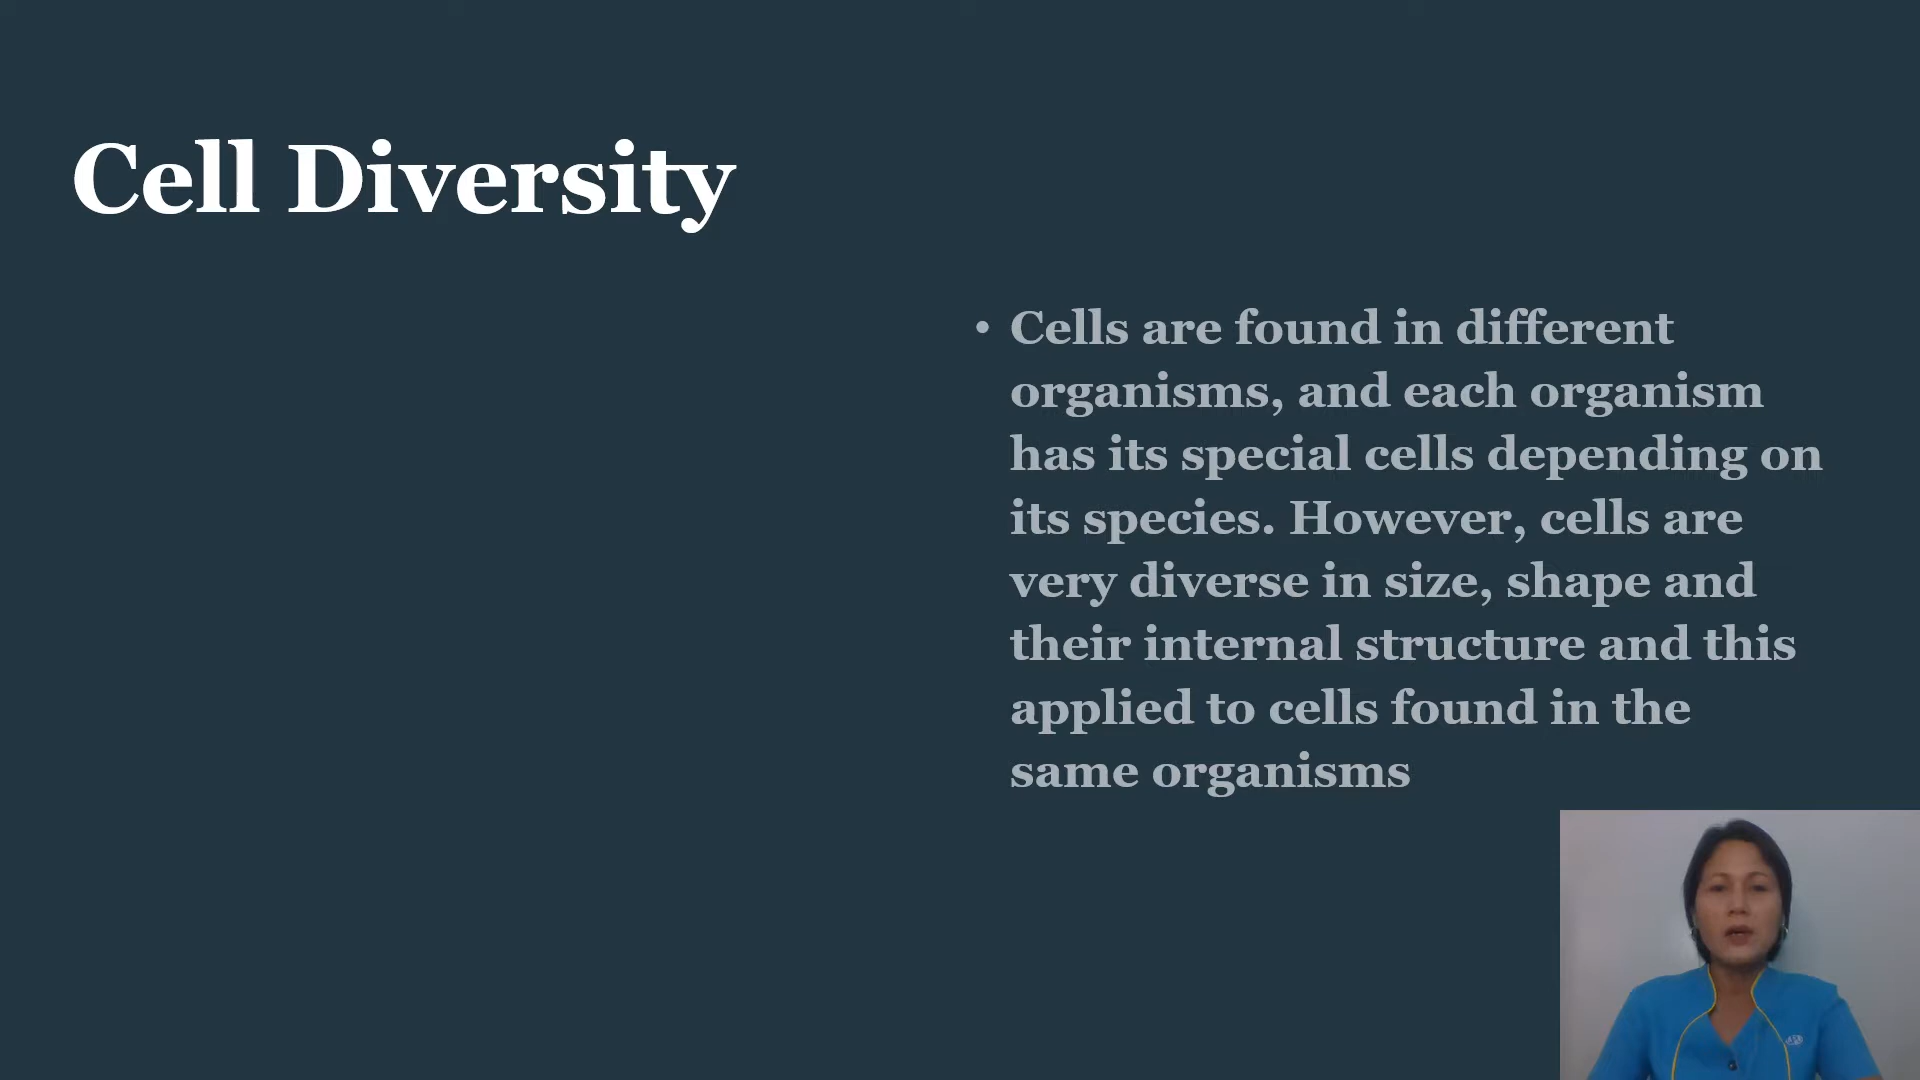 Cell Diversity
• Cells are found in different
organisms, and each organism
has its special cells depending on
its species. However, cells are
very diverse in size, shape and
their internal structure and this
applied to cells found in the
same organisms